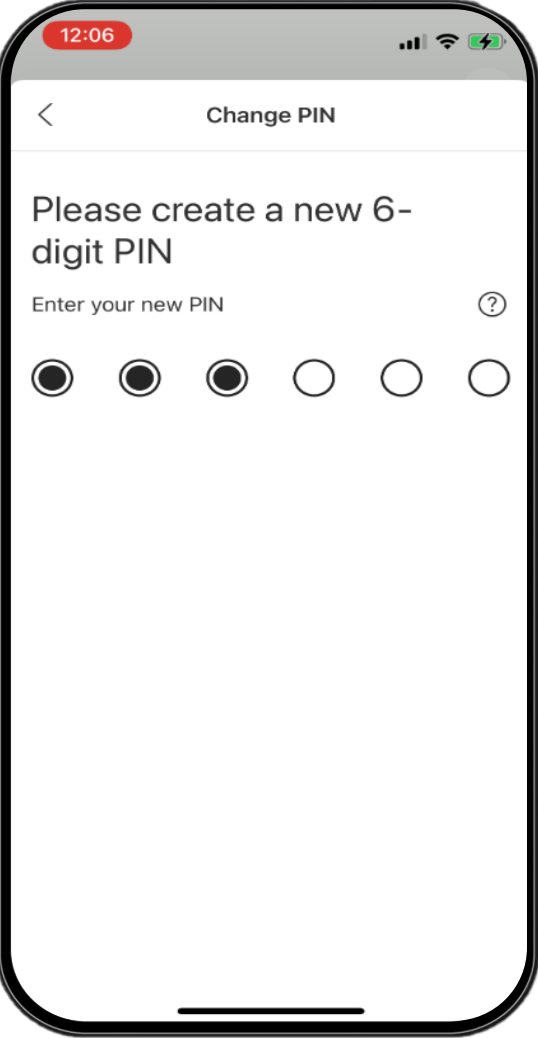 12:06
Change PIN
Please create a new 6-
digit PIN
Enter your new PIN
?